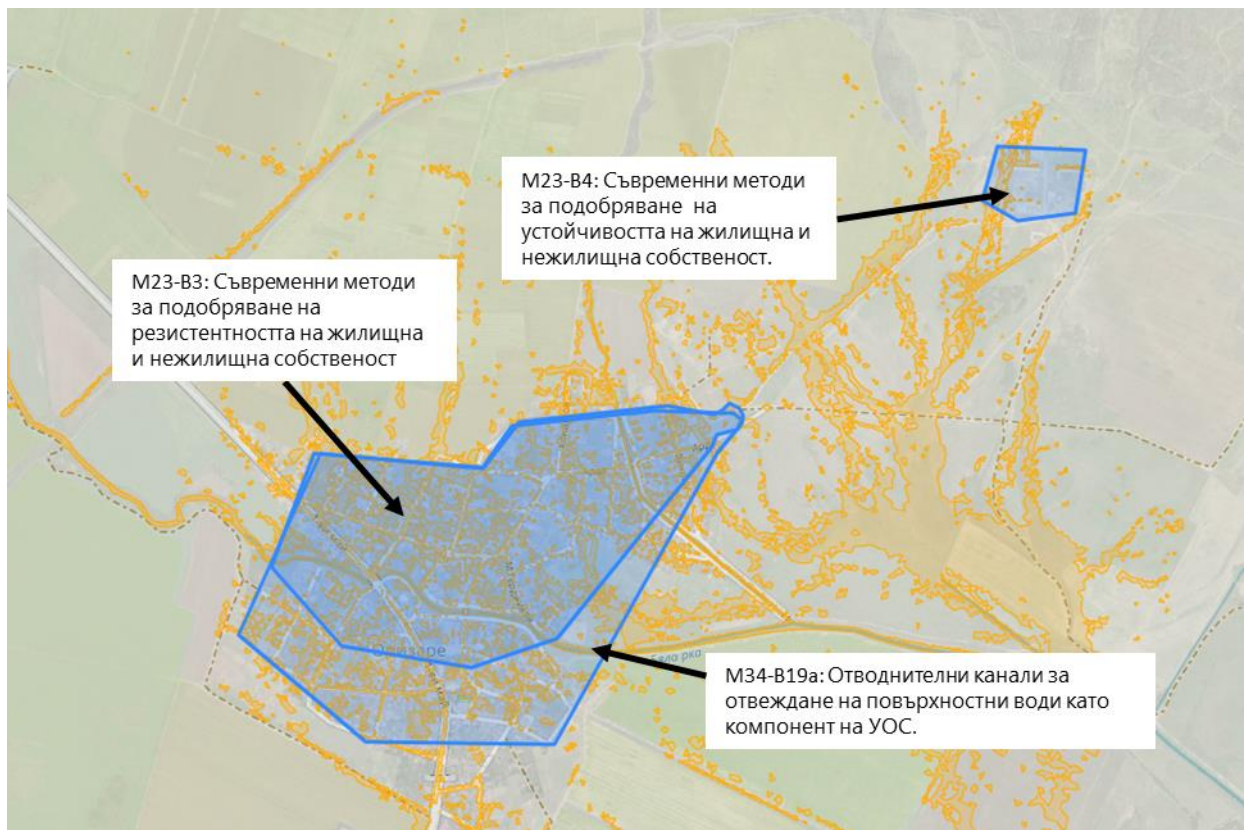 M23-B4: Съвременни методи
за подобряване на
устойчивостта на жилищна и
нежилищна собственост.
M23-B3: Съвременни методи
за подобряване на
резистентността на жилищна
и нежилищна собственост
M34-B19a: Отводнителни канали за
отвеждане на повърхностни води като
компонент на УОС.